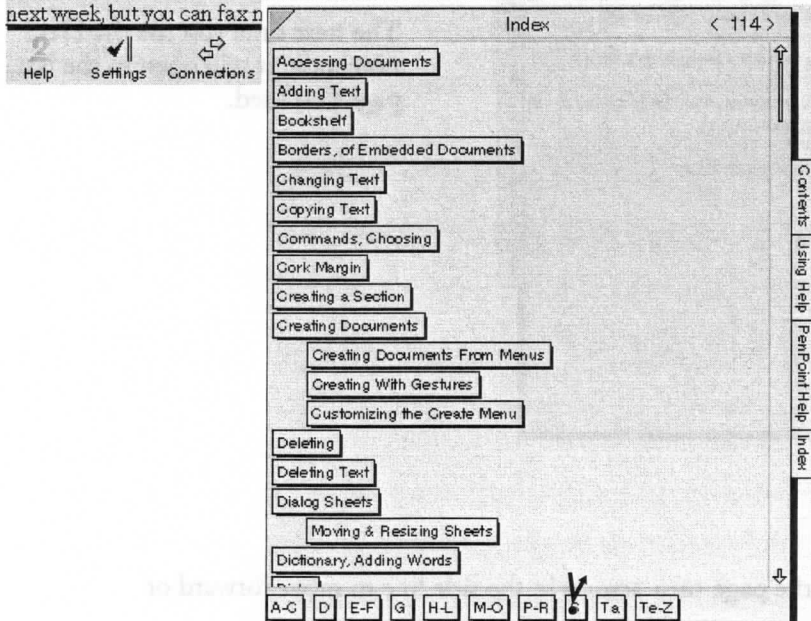 next week, but you can fax n
Help Settings Connections
Index < 114 >
Accessing Documents
Adding Text
Bookshelf
Borders, of Embedded Documents
Changing Text
Copying Text
Commands, Choosing
Cork Margin
Creating a Section
Creating Documents
Creating Documents From Menus
Creating With Gestures
Customizing the Create Menu
Deleting
Deleting Text
Dialog Sheets
Moving & Resizing Sheets
Dictionary, Adding Words
A-C D E-F G H-L M-O P-R S Ta Te-Z
Contents
Using Help
PenPoint Help
Index